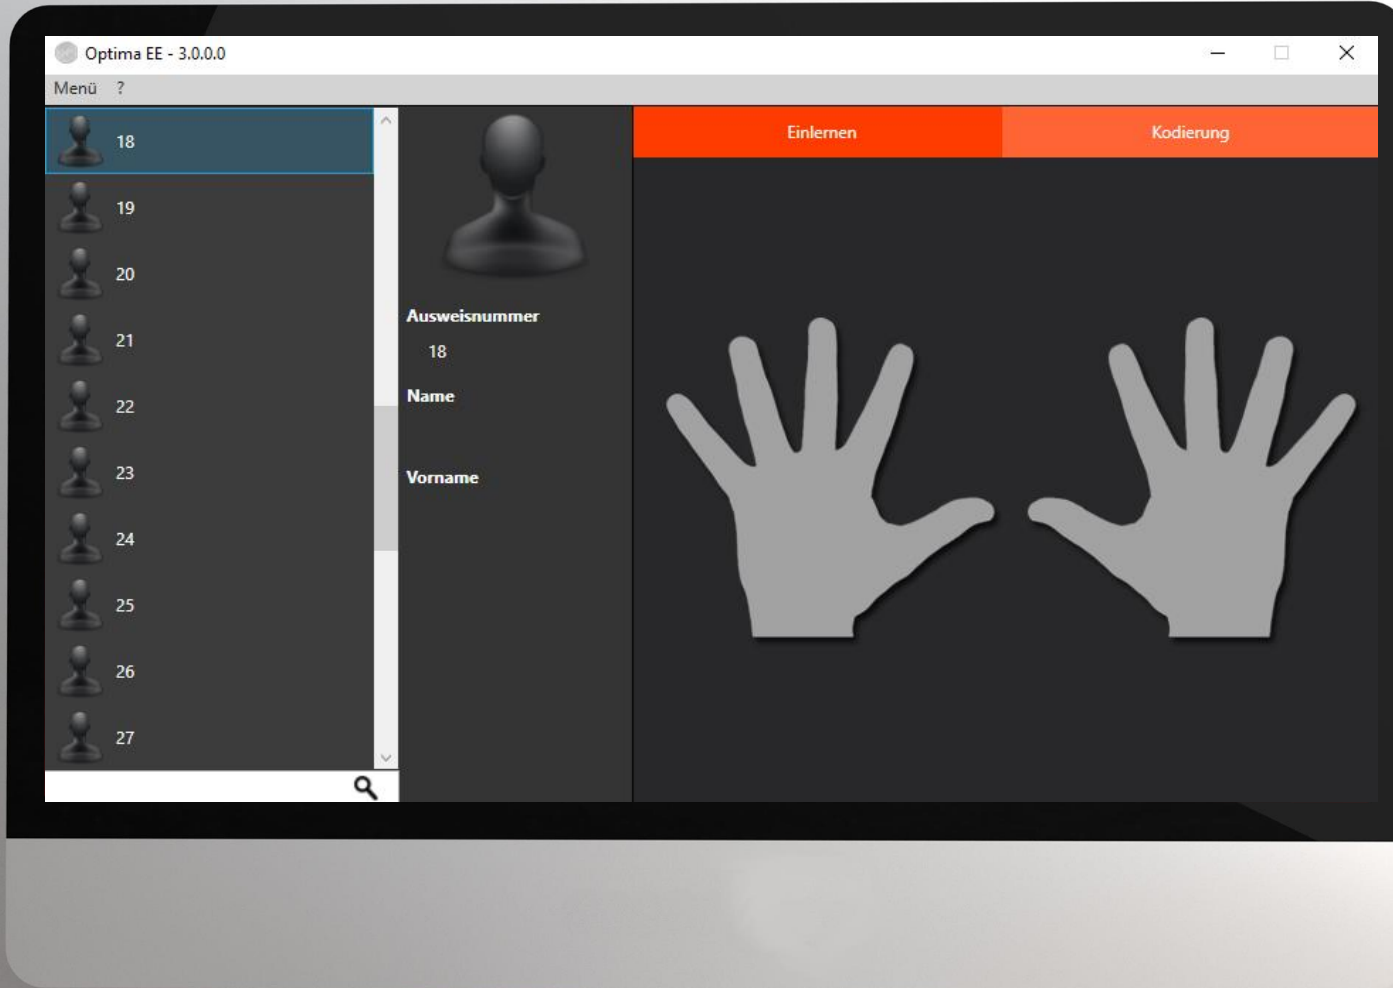 Optima EE - 3.0.0.0
Menü ?
18
19
20
21
22
23
24
25
26
27
Ausweisnummer
18
Name
Vorname
Einlernen
Kodierung